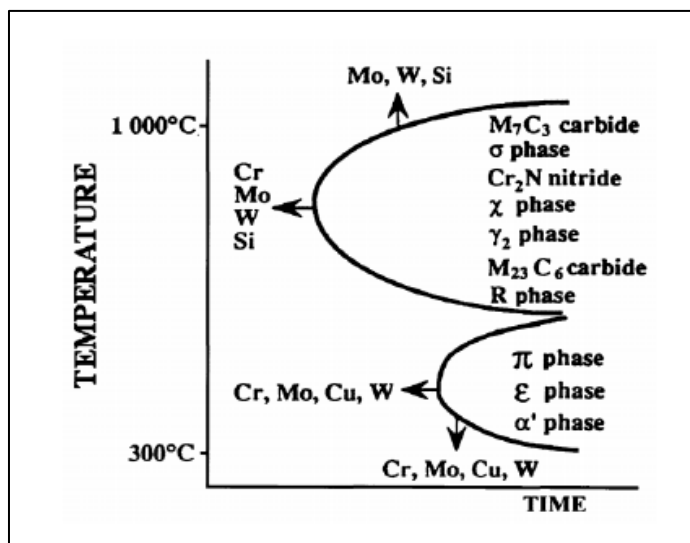 Mo, W, Si
1 000°C
M₇C₃ carbide
σ phase
Cr
Mo
W
Si
Cr₂N nitride
χ phase
γ₂ phase
M₂₃ C₆ carbide
R phase
TEMPERATURE
π phase
Cr, Mo, Cu, W
ε phase
α' phase
300°C
Cr, Mo, Cu, W
TIME